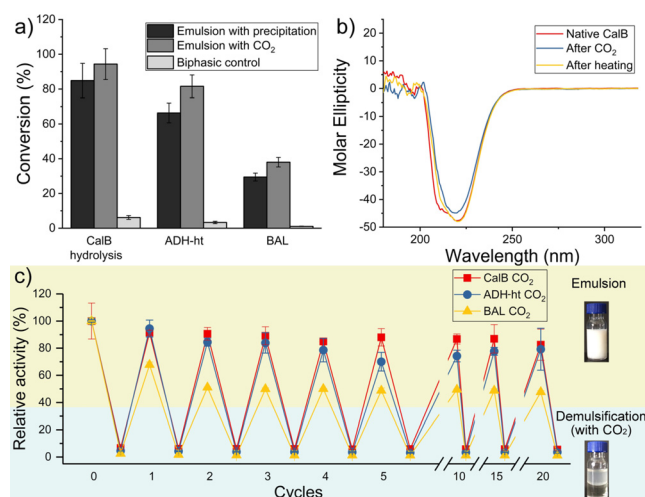 a)
120
100
80
60
40
20
0
Conversion (%)
Emulsion with precipitation
Emulsion with CO2
Biphasic control
CalB hydrolysis
ADH-ht
BAL
b)
20
10
0
-10
-20
-30
-40
-50
Molar Ellipticity
Native CalB
After CO2
After heating
200
250
300
Wavelength (nm)
c)
120
100
80
60
40
20
0
Relative activity (%)
CalB CO2
ADH-ht CO2
BAL CO2
Emulsion
Demulsification
(with CO2)
0
1
2
3
4
5
10
15
20
Cycles